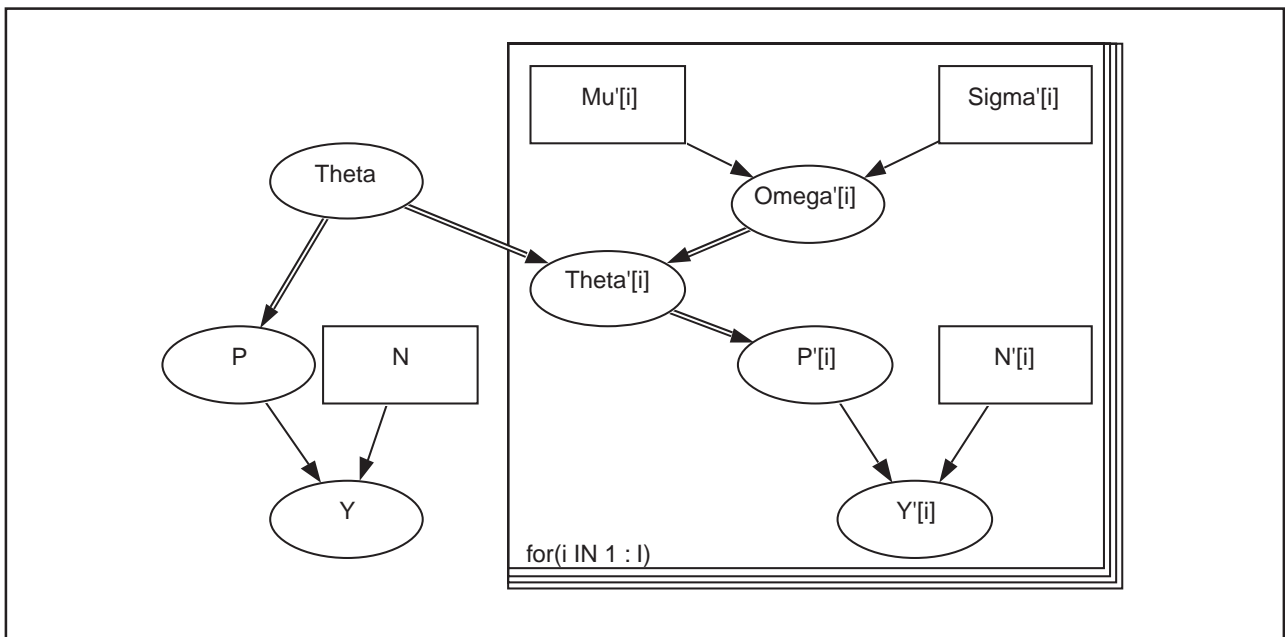 Mu'[i]
Sigma'[i]
Theta
Omega'[i]
Theta'[i]
P
N
P'[i]
N'[i]
Y
Y'[i]
for(i IN 1 : I)